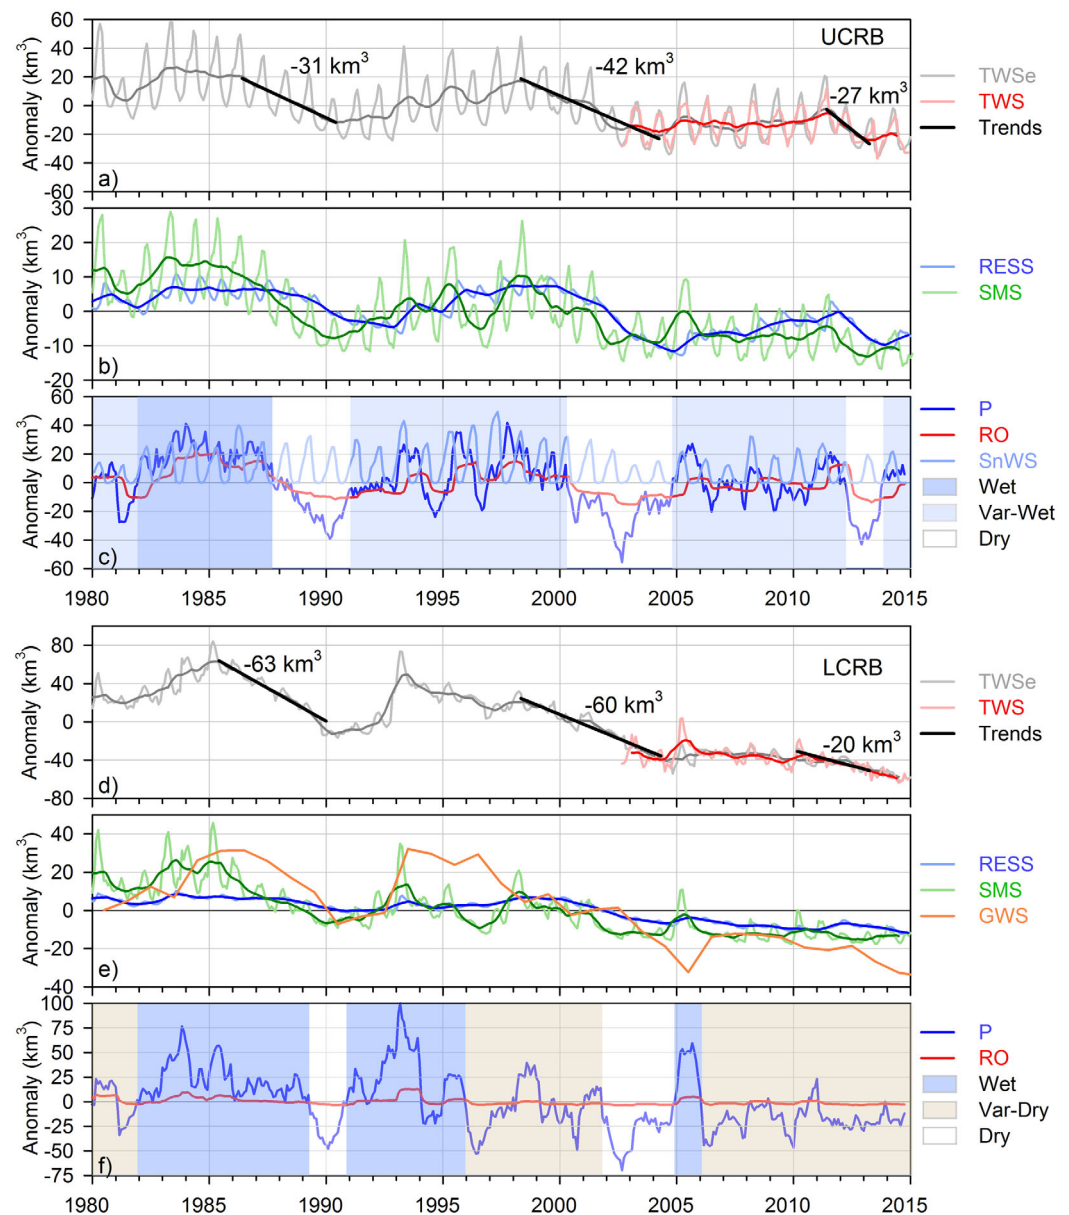 60
40
20
0
-20
-40
-60
Anomaly (km³)
-31 km³
-42 km³
-27 km³
UCRB
a)
TWSe
TWS
Trends
30
20
10
0
-10
-20
Anomaly (km³)
b)
RESS
SMS
60
40
20
0
-20
-40
-60
Anomaly (km³)
c)
P
RO
SnWS
Wet
Var-Wet
Dry
1980 1985 1990 1995 2000 2005 2010 2015
80
40
0
-40
-80
Anomaly (km³)
-63 km³
-60 km³
-20 km³
LCRB
d)
TWSe
TWS
Trends
40
20
0
-20
-40
Anomaly (km³)
e)
RESS
SMS
GWS
100
75
50
25
0
-25
-50
-75
Anomaly (km³)
f)
P
RO
Wet
Var-Dry
Dry
1980 1985 1990 1995 2000 2005 2010 2015